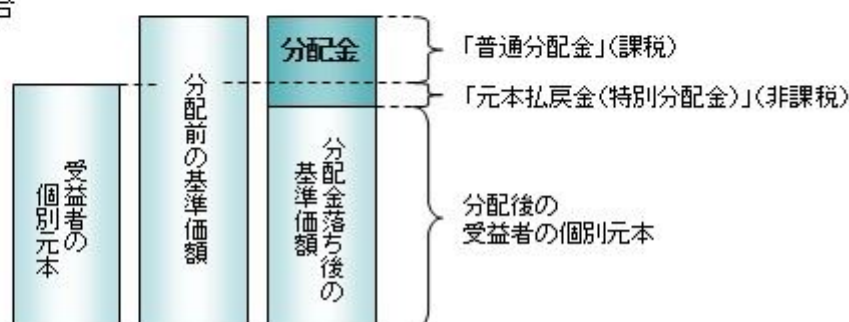 分配金
「普通分配金」(課税)
「元本払戻金(特別分配金)」(非課税)
受益者の
個別元本
分配前の基準価額
分配金落ち後の
基準価額
分配後の
受益者の個別元本